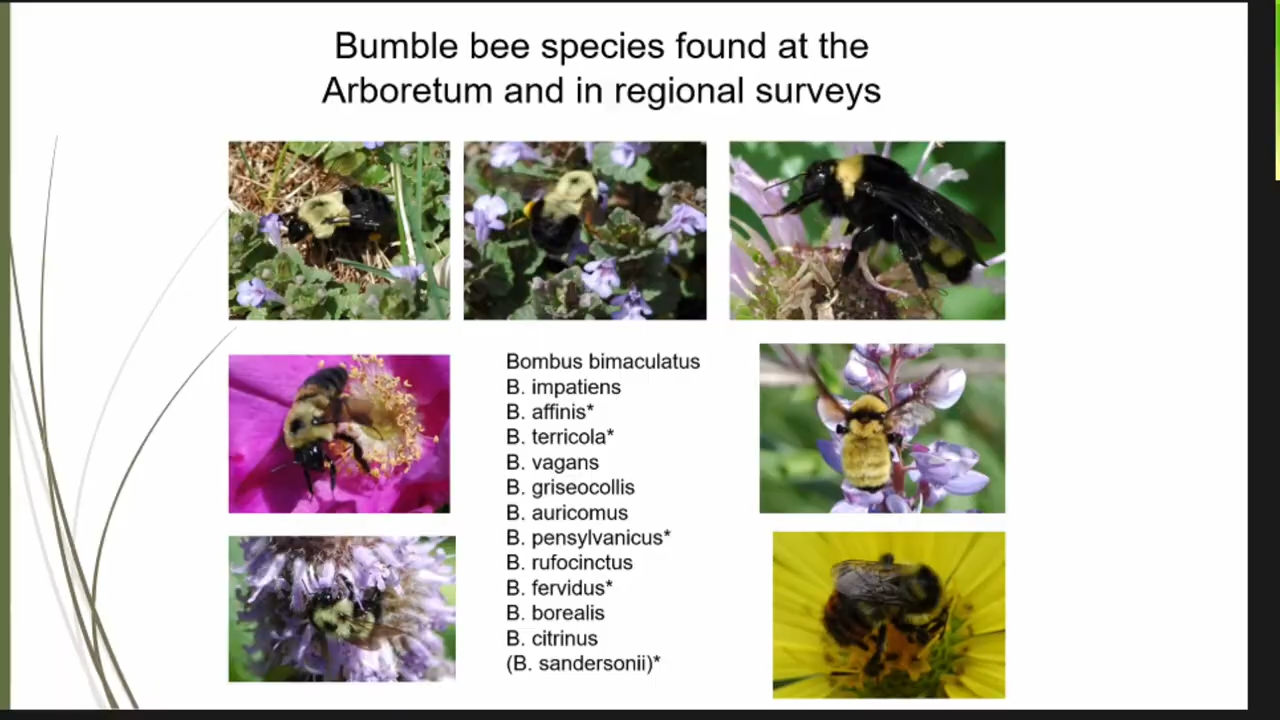 Bumble bee species found at the
Arboretum and in regional surveys
Bombus bimaculatus
B. impatiens
B. affinis*
B. terricola*
B. vagans
B. griseocollis
B. auricomus
B. pensylvanicus*
B. rufocinctus
B. fervidus*
B. borealis
B. citrinus
(B. sandersonii)*